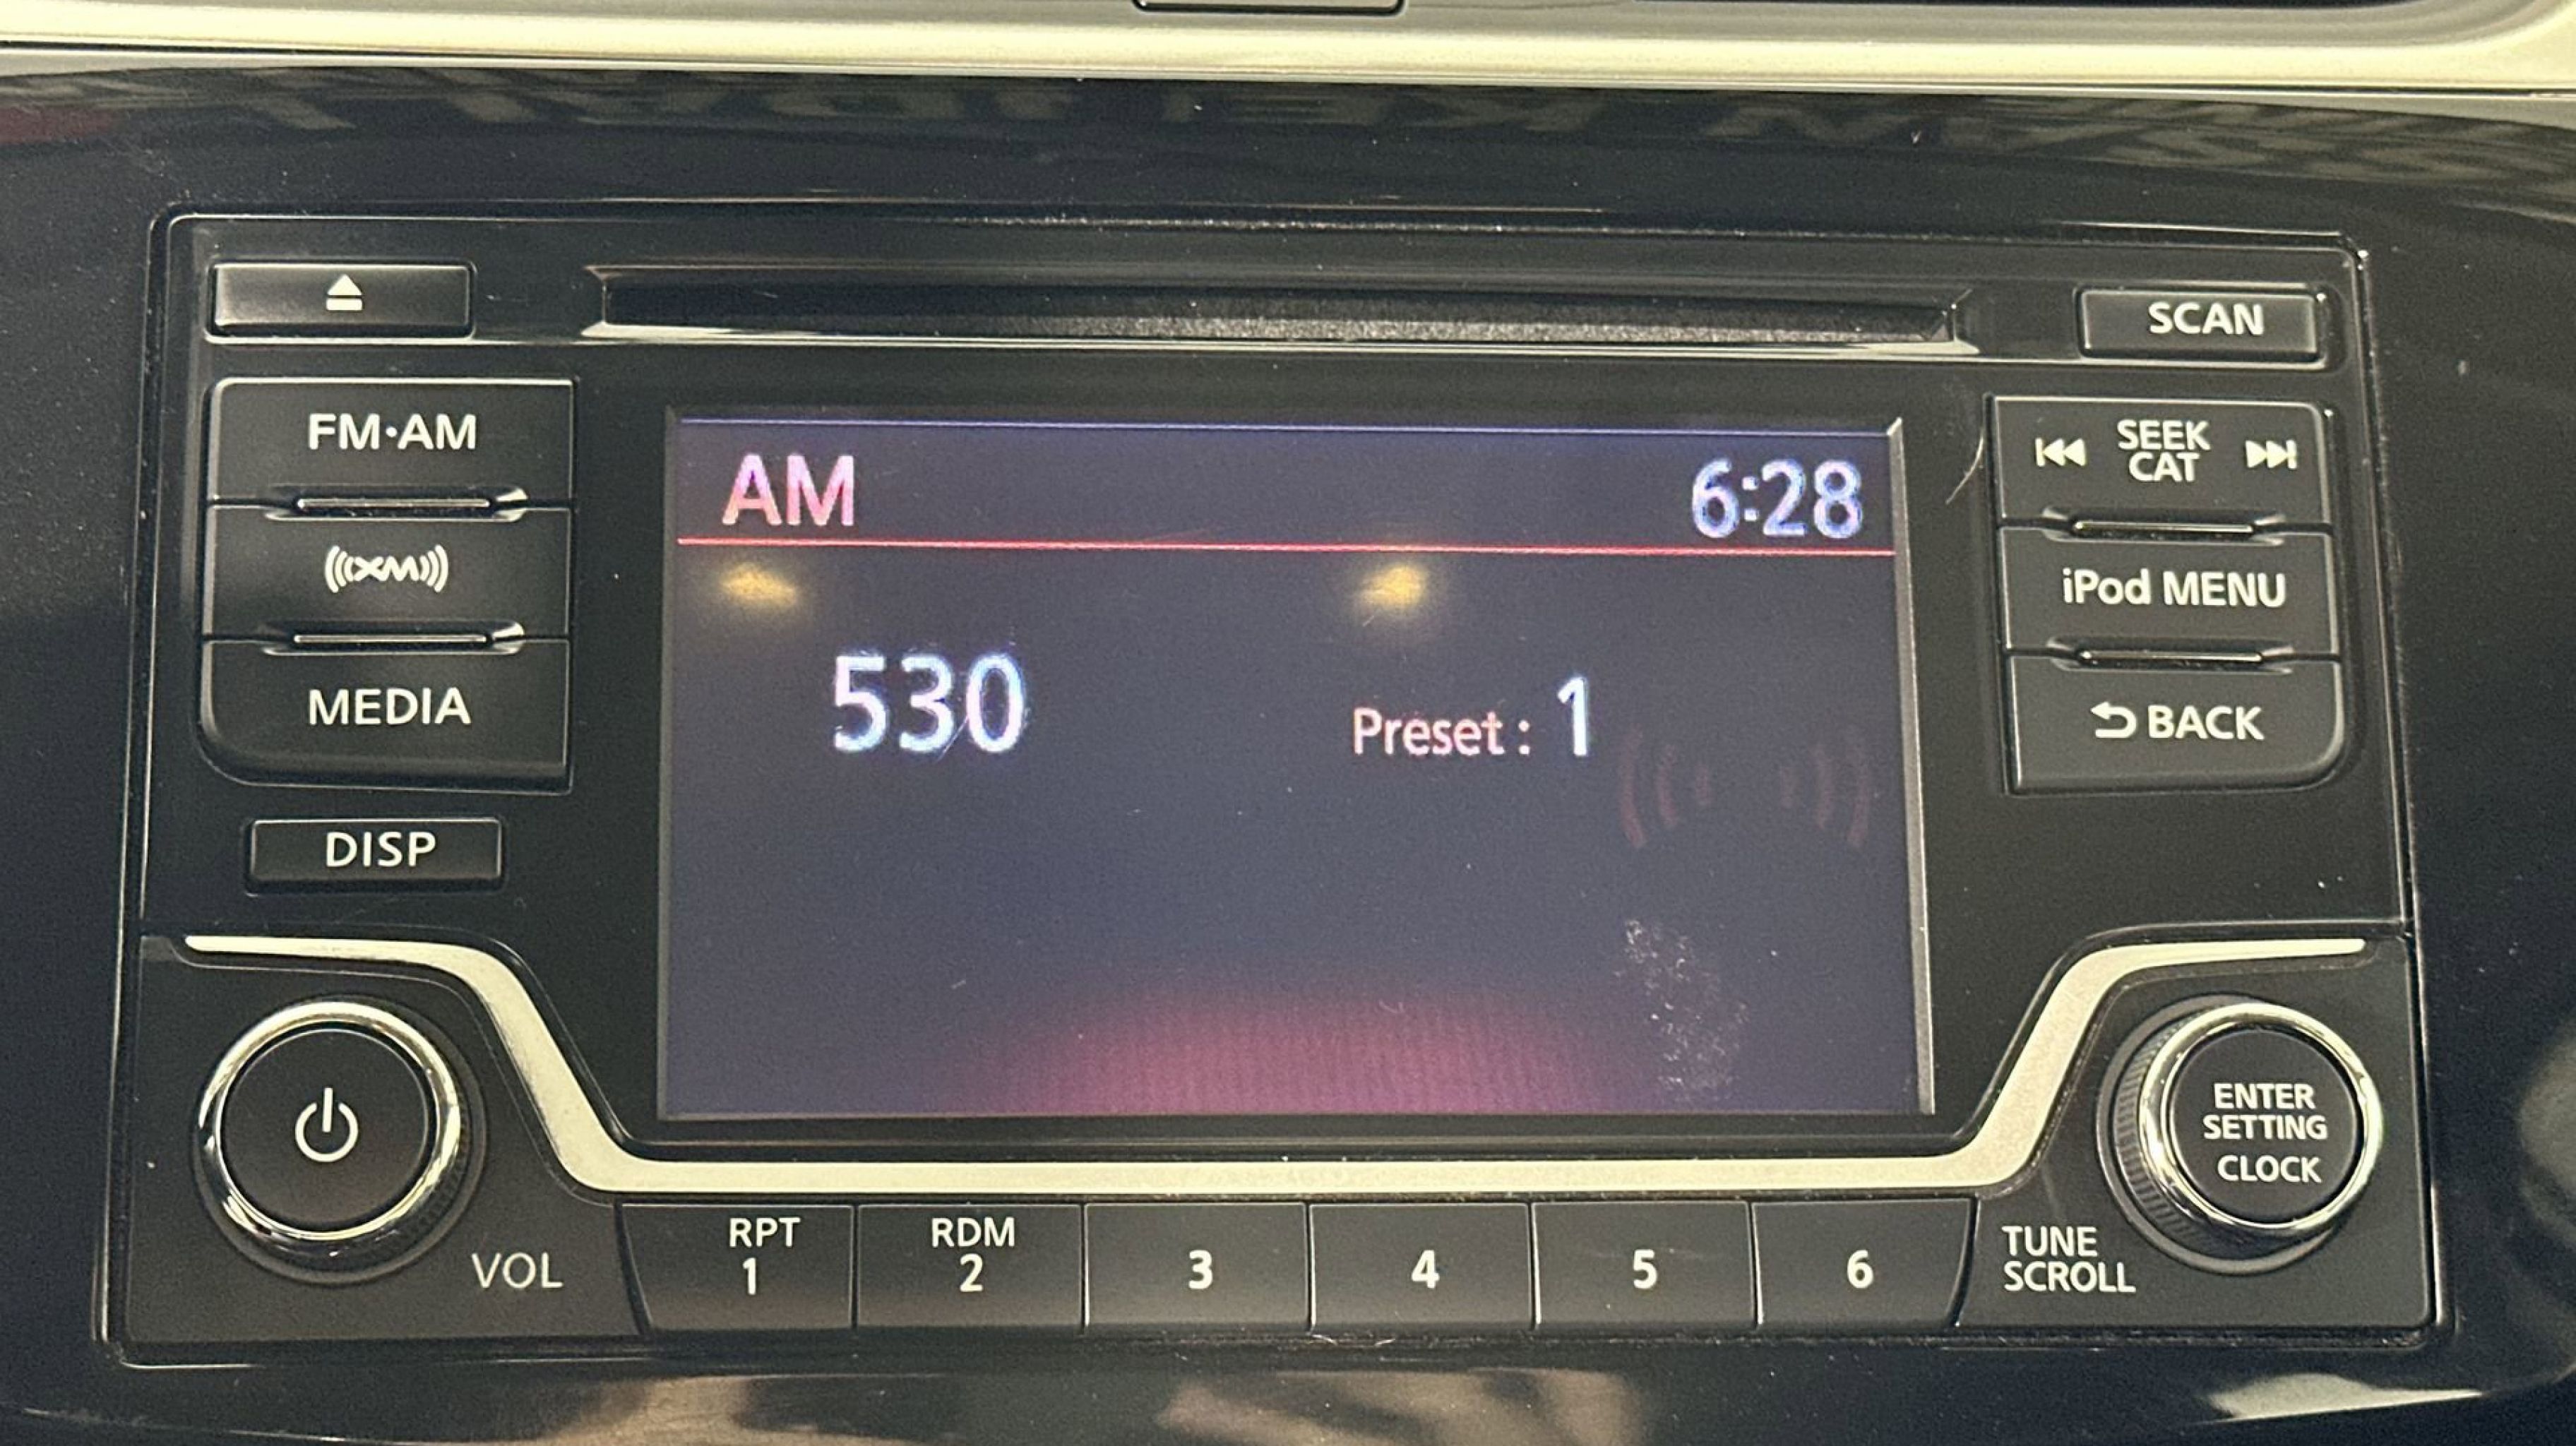 SCAN
FM·AM
SEEK
CAT
AM
6:28
XM
iPod MENU
MEDIA
530
Preset : 1
BACK
DISP
ENTER
SETTING
CLOCK
VOL
RPT
1
RDM
2
3
4
5
6
TUNE
SCROLL